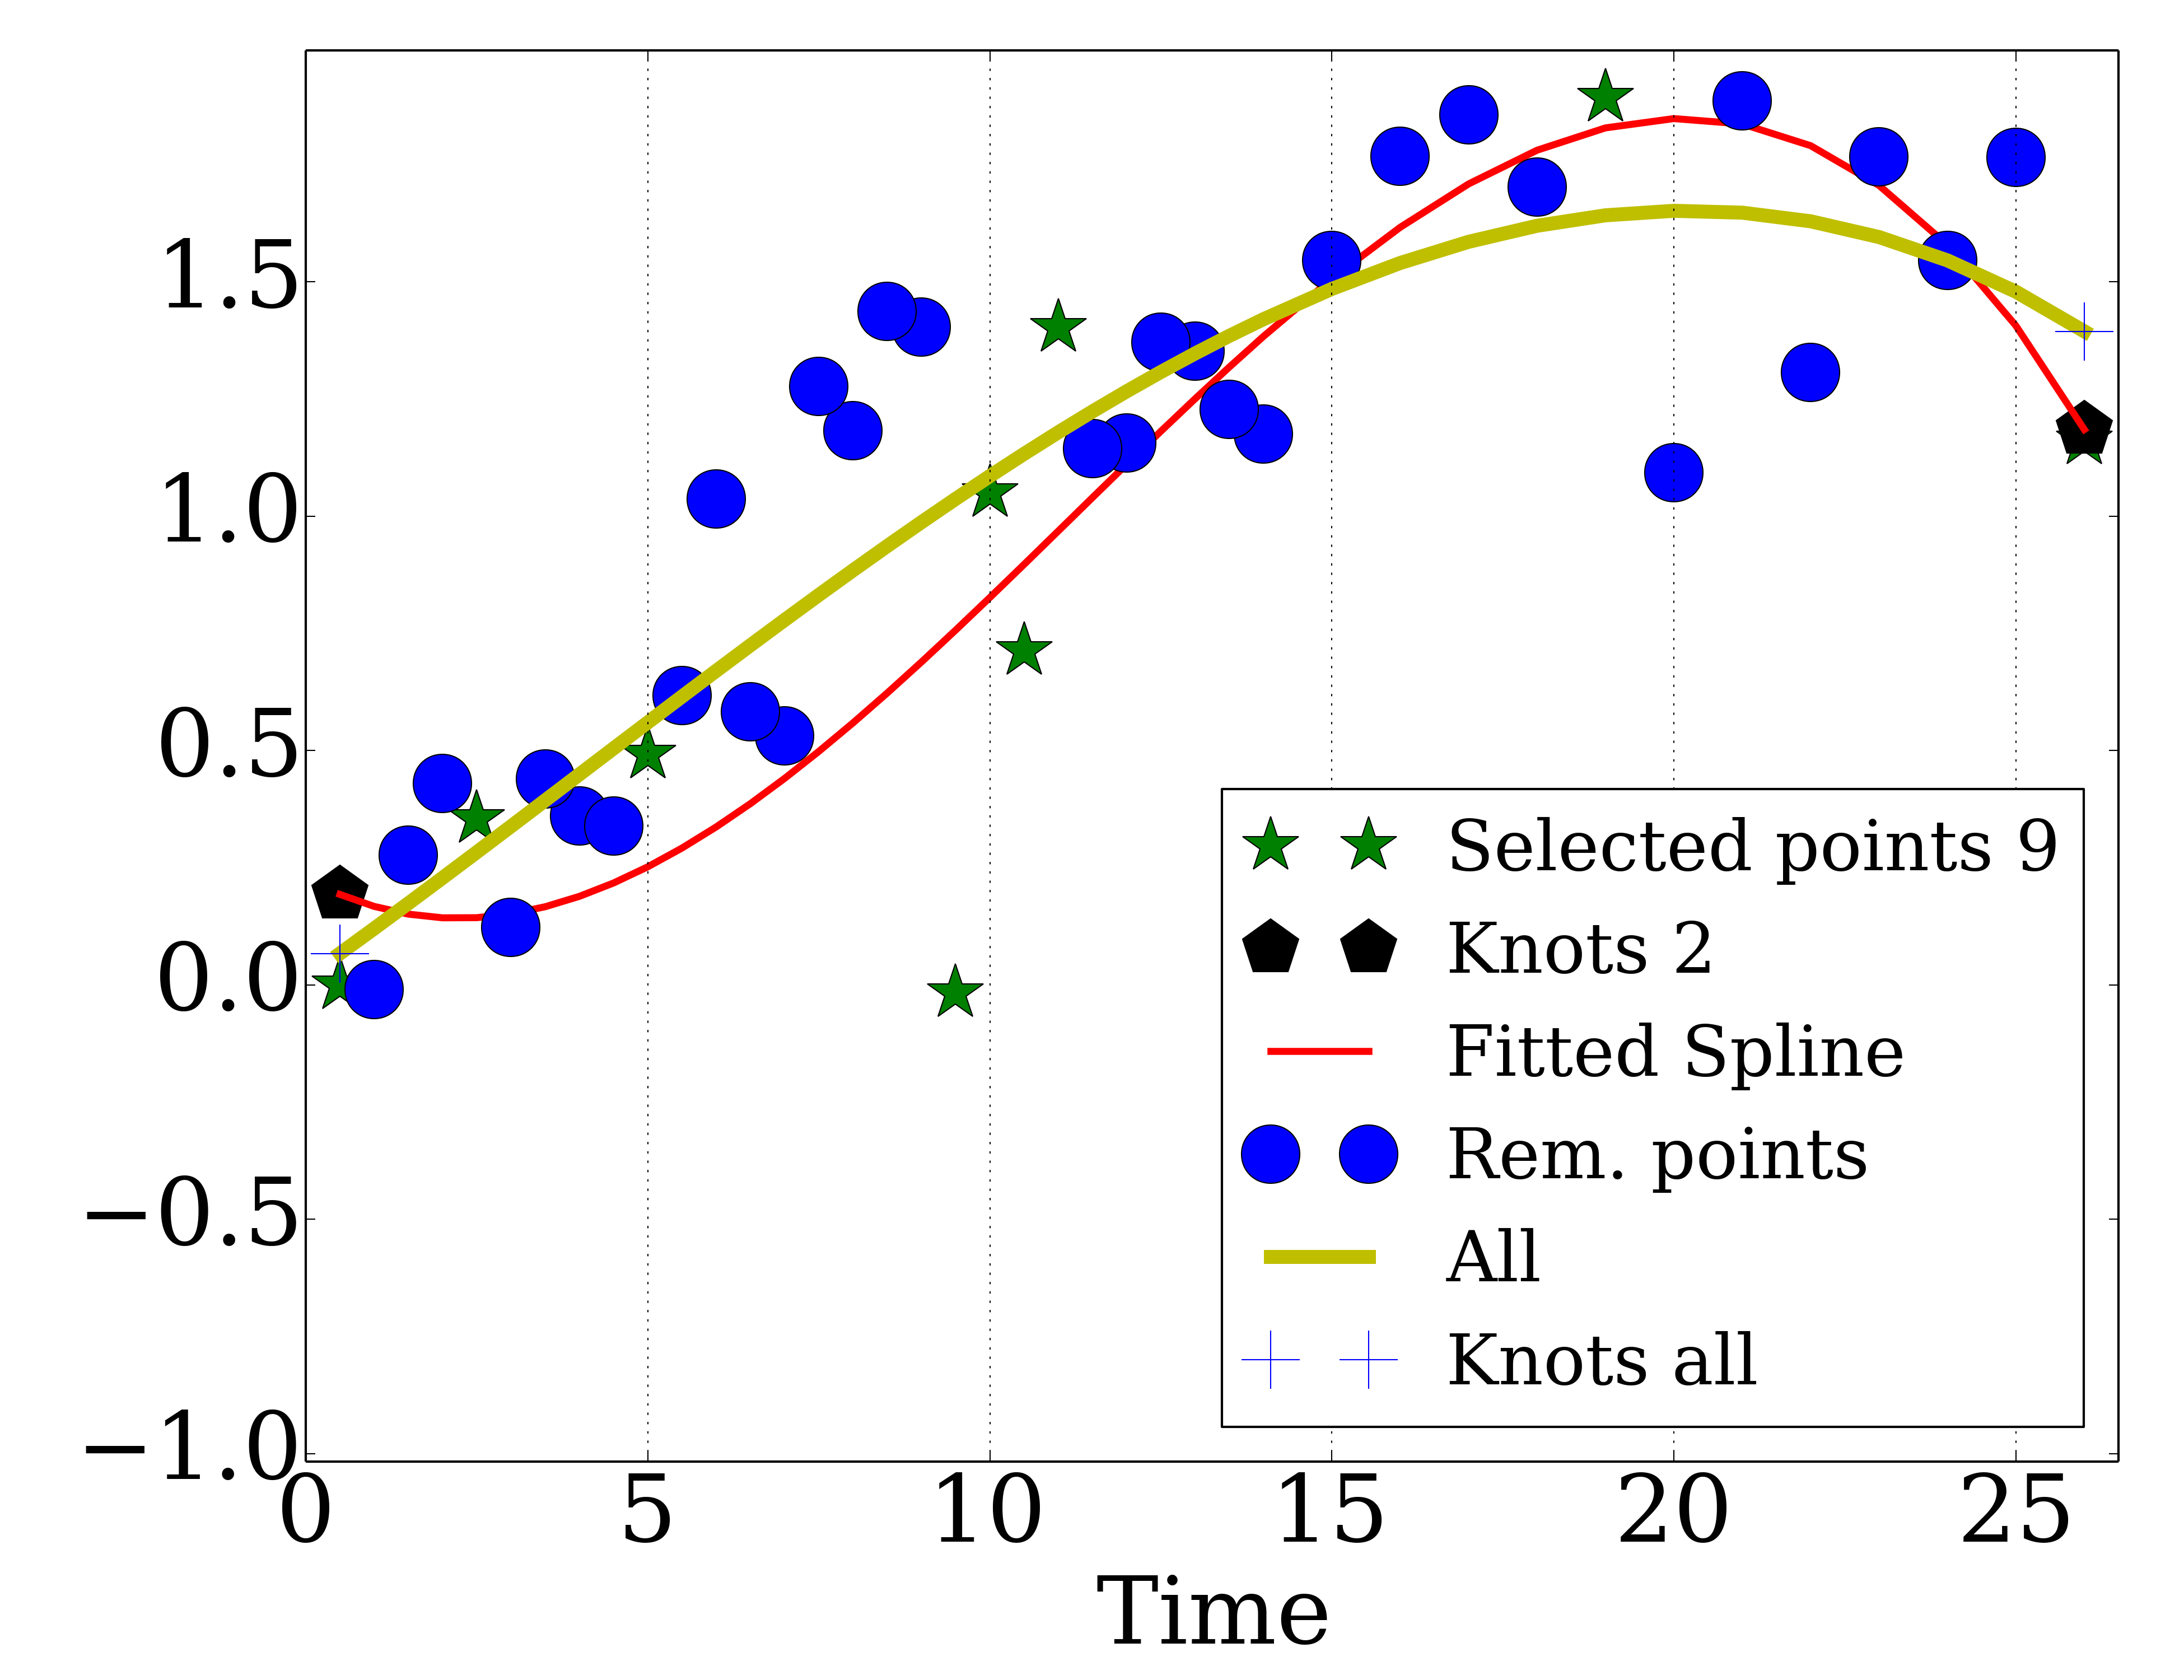 1.5
1.0
0.5
0.0
−0.5
−1.0
0 5 10 15 20 25
Time
Selected points 9
Knots 2
Fitted Spline
Rem. points
All
Knots all